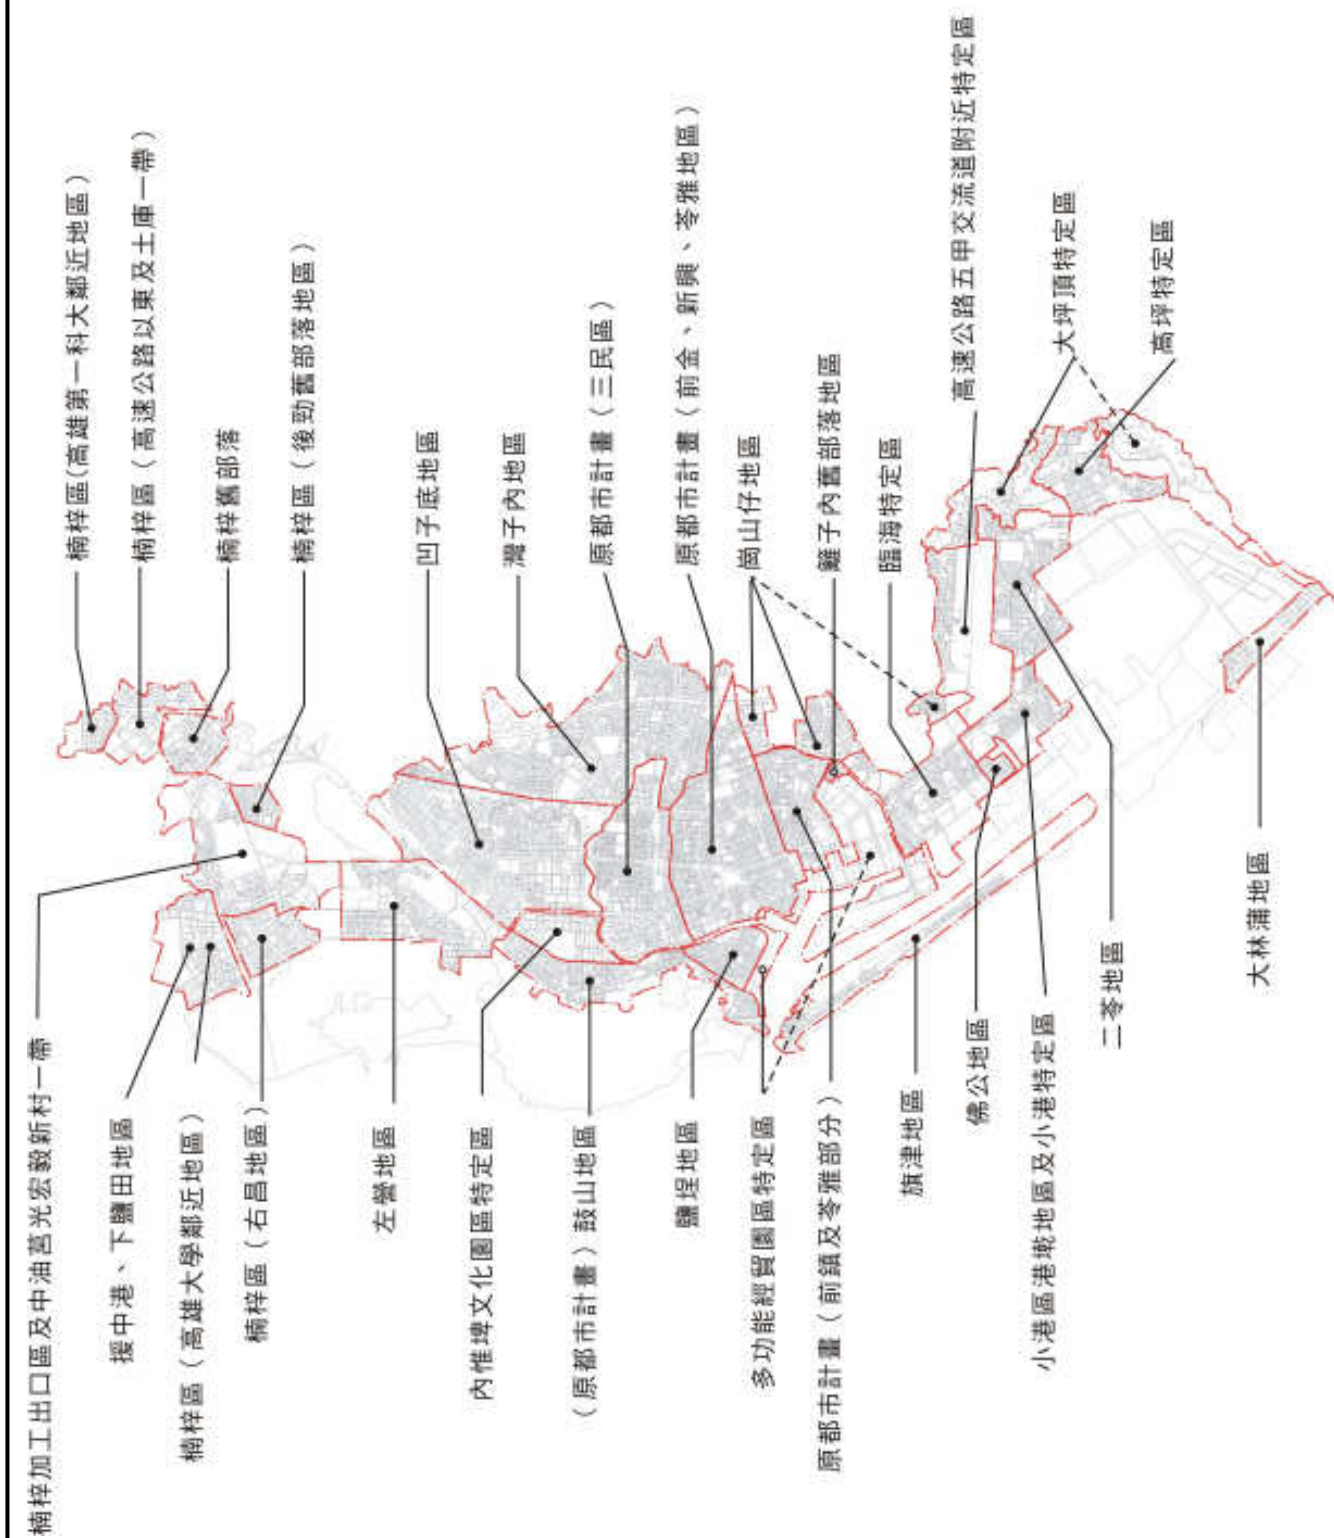 楠梓區(高雄第一科大鄰近地區)
楠梓區(高速公路以東及土庫一帶)
楠梓舊部落
楠梓區(後勁舊部落地區)
凹子底地區
灣子內地區
原都市計畫(三民區)
原都市計畫(前金、新興、苓雅地區)
崗山仔地區
籬子內舊部落地區
臨海特定區
高速公路五甲交流道附近特定區
大坪頂特定區
高坪特定區
楠梓加工出口區及中油莒光宏毅新村一帶
援中港、下鹽田地區
楠梓區(高雄大學鄰近地區)
楠梓區(右昌地區)
左營地區
內惟埤文化園區特定區
(原都市計畫)鼓山地區
鹽埕地區
多功能經貿園區特定區
原都市計畫(前鎮及苓雅部分)
旗津地區
佛公地區
小港區港墘地區及小港特定區
二苓地區
大林蒲地區